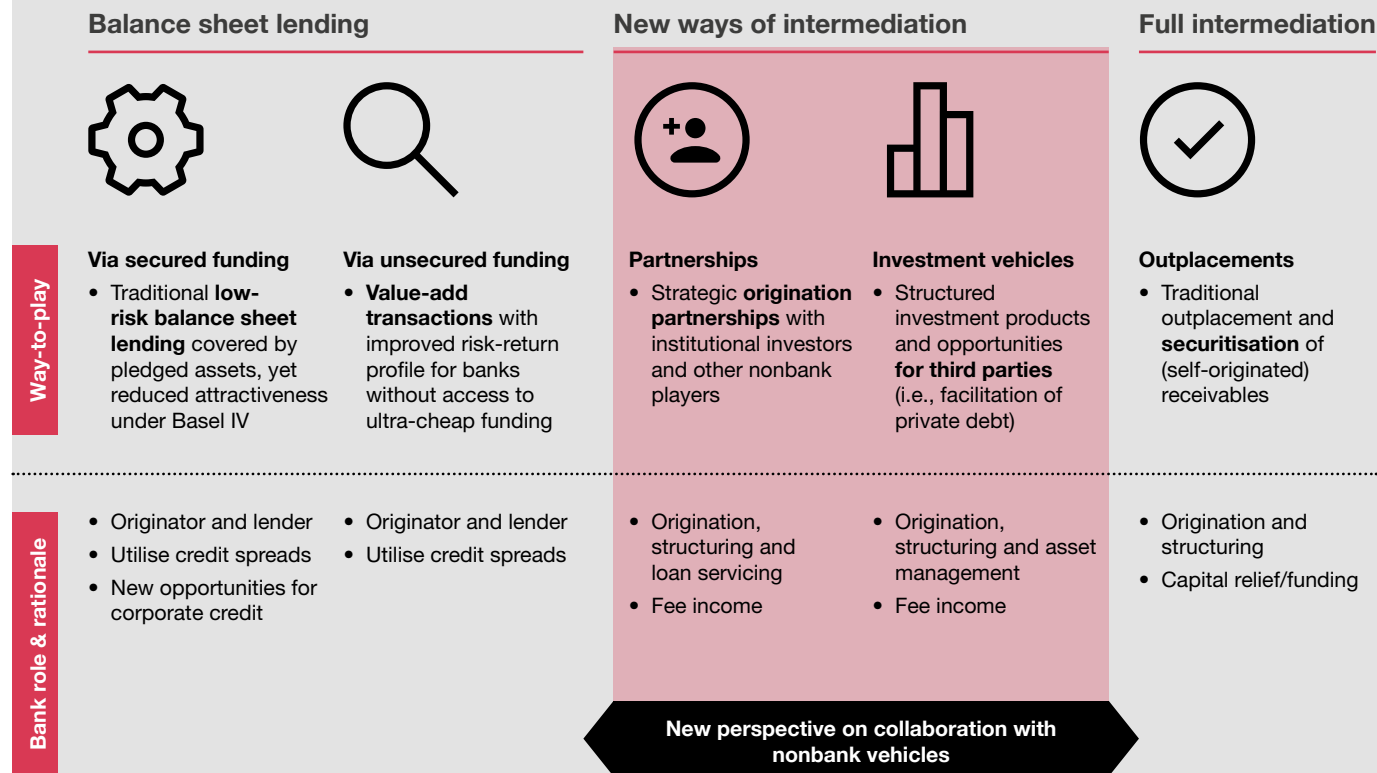 Balance sheet lending
New ways of intermediation
Full intermediation
Way-to-play
Via secured funding
• Traditional low-
risk balance sheet
lending covered by
pledged assets, yet
reduced attractiveness
under Basel IV
Via unsecured funding
• Value-add
transactions with
improved risk-return
profile for banks
without access to
ultra-cheap funding
Partnerships
• Strategic origination
partnerships with
institutional investors
and other nonbank
players
Investment vehicles
• Structured
investment products
and opportunities
for third parties
(i.e., facilitation of
private debt)
Outplacements
• Traditional
outplacement and
securitisation of
(self-originated)
receivables
Bank role & rationale
• Originator and lender
• Utilise credit spreads
• New opportunities for
corporate credit
• Originator and lender
• Utilise credit spreads
• Origination,
structuring and
loan servicing
• Fee income
• Origination,
structuring and asset
management
• Fee income
• Origination and
structuring
• Capital relief/funding
New perspective on collaboration with
nonbank vehicles